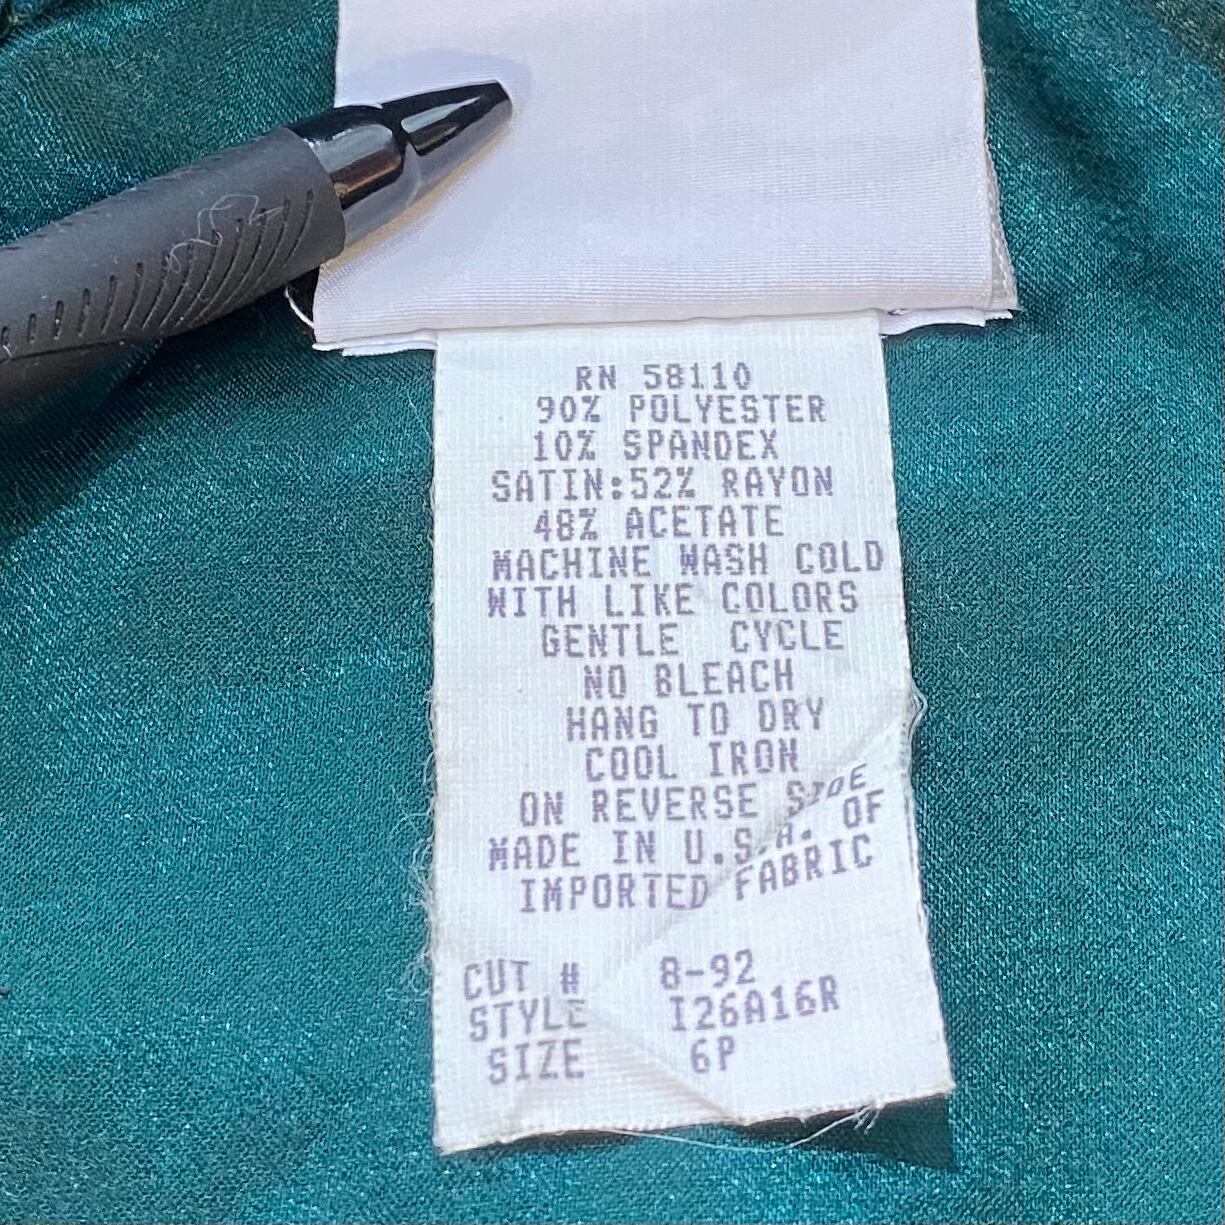 RN 58110
90% POLYESTER
10% SPANDEX
SATIN:52% RAYON
48% ACETATE
MACHINE WASH COLD
WITH LIKE COLORS
GENTLE CYCLE
NO BLEACH
HANG TO DRY
COOL IRON
ON REVERSE SIDE
MADE IN U.S.A. OF
IMPORTED FABRIC
CUT # 8-92
STYLE I26A16R
SIZE 6P